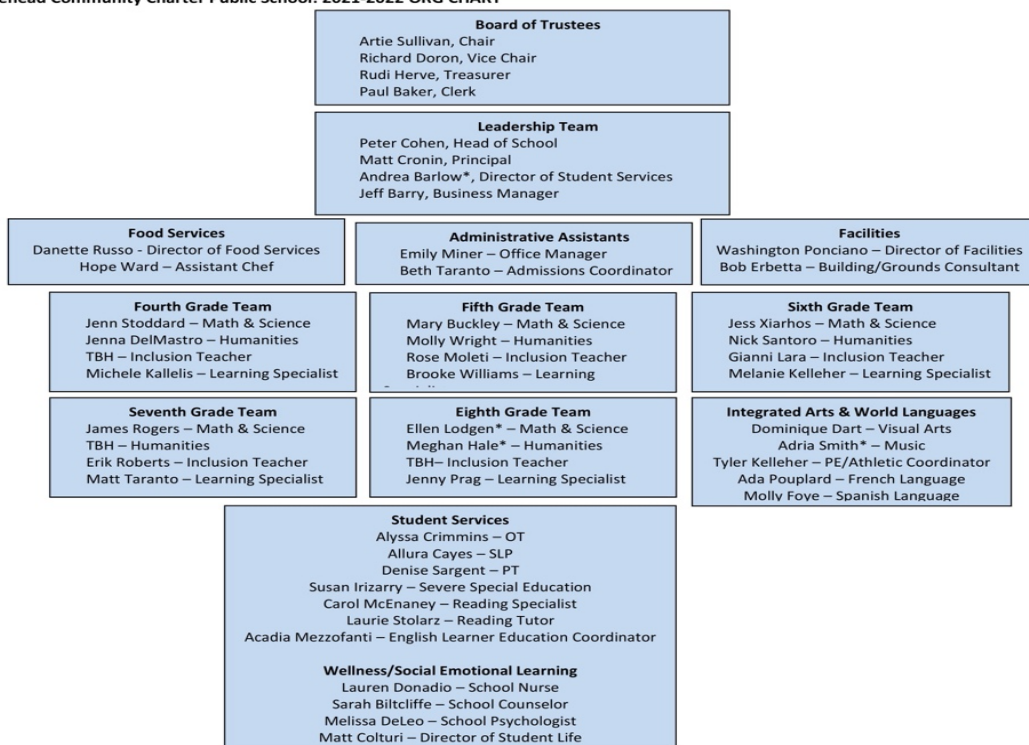 Community Charter Public School: 2021-2022 ORG CHART
Board of Trustees
Artie Sullivan, Chair
Richard Doron, Vice Chair
Rudi Herve, Treasurer
Paul Baker, Clerk
Leadership Team
Peter Cohen, Head of School
Matt Cronin, Principal
Andrea Barlow*, Director of Student Services
Jeff Barry, Business Manager
Food Services
Danette Russo - Director of Food Services
Hope Ward – Assistant Chef
Administrative Assistants
Emily Miner – Office Manager
Beth Taranto – Admissions Coordinator
Facilities
Washington Ponciano – Director of Facilities
Bob Erbetta – Building/Grounds Consultant
Fourth Grade Team
Jenn Stoddard – Math & Science
Jenna DelMastro – Humanities
TBH – Inclusion Teacher
Michele Kallelis – Learning Specialist
Fifth Grade Team
Mary Buckley – Math & Science
Molly Wright – Humanities
Rose Moleti – Inclusion Teacher
Brooke Williams – Learning
Sixth Grade Team
Jess Xiarhos – Math & Science
Nick Santoro – Humanities
Gianni Lara – Inclusion Teacher
Melanie Kelleher – Learning Specialist
Seventh Grade Team
James Rogers – Math & Science
TBH – Humanities
Erik Roberts – Inclusion Teacher
Matt Taranto – Learning Specialist
Eighth Grade Team
Ellen Lodgen* – Math & Science
Meghan Hale* – Humanities
TBH– Inclusion Teacher
Jenny Prag – Learning Specialist
Integrated Arts & World Languages
Dominique Dart – Visual Arts
Adria Smith* – Music
Tyler Kelleher – PE/Athletic Coordinator
Ada Pouplard – French Language
Molly Foye – Spanish Language
Student Services
Alyssa Crimmins – OT
Allura Cayes – SLP
Denise Sargent – PT
Susan Irizarry – Severe Special Education
Carol McEnaney – Reading Specialist
Laurie Stolarz – Reading Tutor
Acadia Mezzofanti – English Learner Education Coordinator
Wellness/Social Emotional Learning
Lauren Donadio – School Nurse
Sarah Biltcliffe – School Counselor
Melissa DeLeo – School Psychologist
Matt Colturi – Director of Student Life